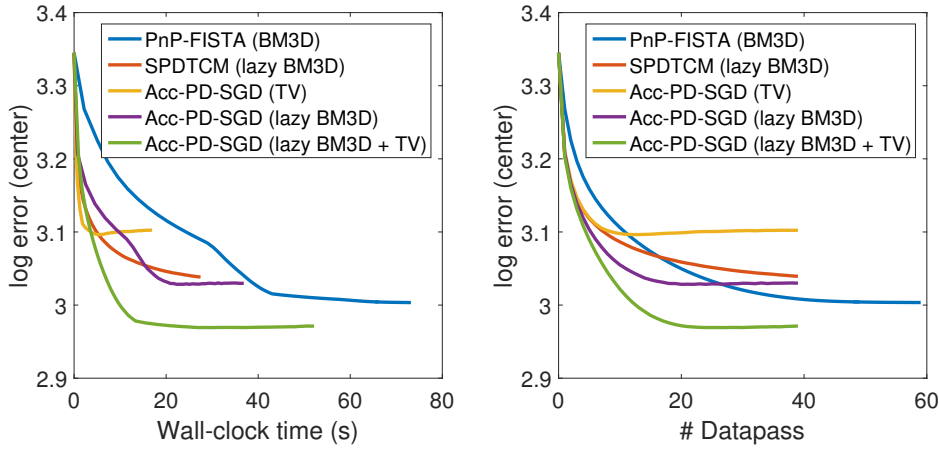 3.4
3.3
3.2
3.1
3
2.9
log error (center)
PnP-FISTA (BM3D)
SPDTCM (lazy BM3D)
Acc-PD-SGD (TV)
Acc-PD-SGD (lazy BM3D)
Acc-PD-SGD (lazy BM3D + TV)
0 20 40 60 80
Wall-clock time (s)
3.4
3.3
3.2
3.1
3
2.9
log error (center)
PnP-FISTA (BM3D)
SPDTCM (lazy BM3D)
Acc-PD-SGD (TV)
Acc-PD-SGD (lazy BM3D)
Acc-PD-SGD (lazy BM3D + TV)
0 20 40 60
# Datapass